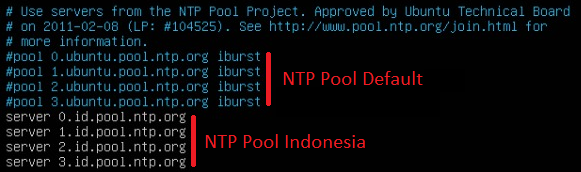 # Use servers from the NTP Pool Project. Approved by Ubuntu Technical Board
# on 2011-02-08 (LP: #104525). See http://www.pool.ntp.org/join.html for
# more information.
#pool 0.ubuntu.pool.ntp.org iburst
#pool 1.ubuntu.pool.ntp.org iburst
#pool 2.ubuntu.pool.ntp.org iburst
#pool 3.ubuntu.pool.ntp.org iburst
NTP Pool Default
server 0.id.pool.ntp.org
server 1.id.pool.ntp.org
server 2.id.pool.ntp.org
server 3.id.pool.ntp.org
NTP Pool Indonesia